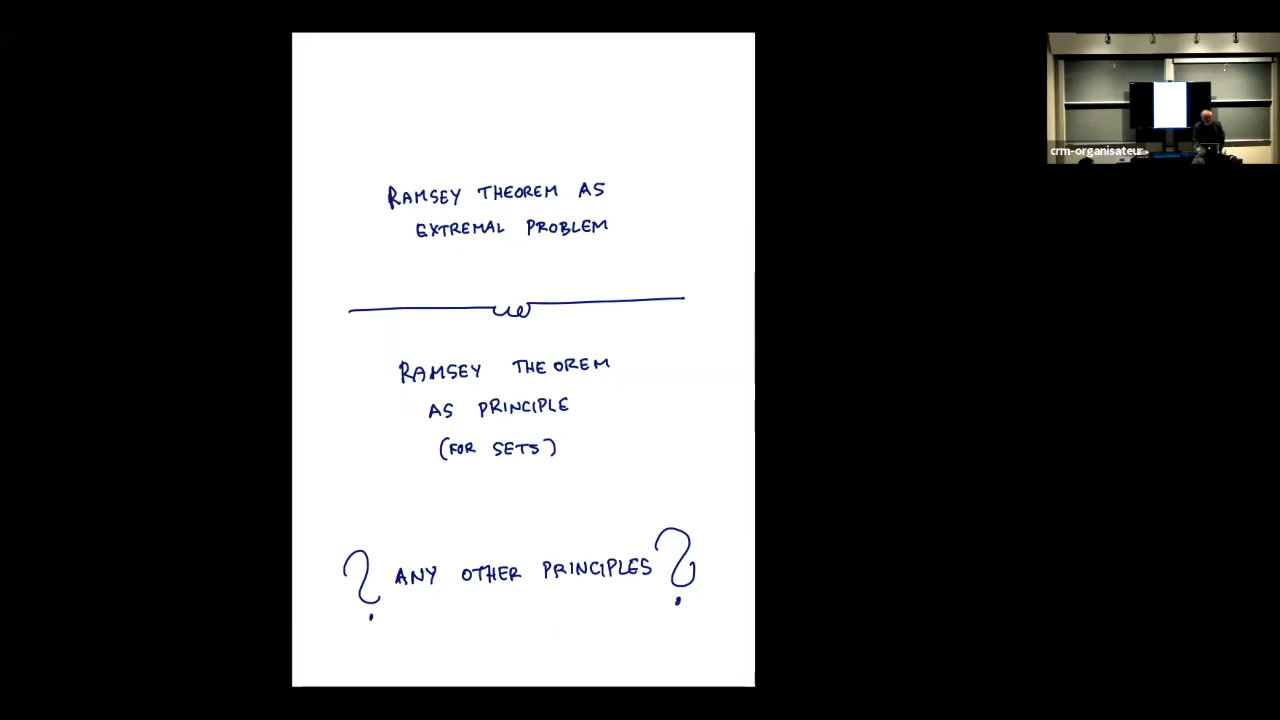 RAMSEY THEOREM AS
EXTREMAL PROBLEM
RAMSEY THEOREM
AS PRINCIPLE
(FOR SETS)
? ANY OTHER PRINCIPLES ?
crm-organisateur